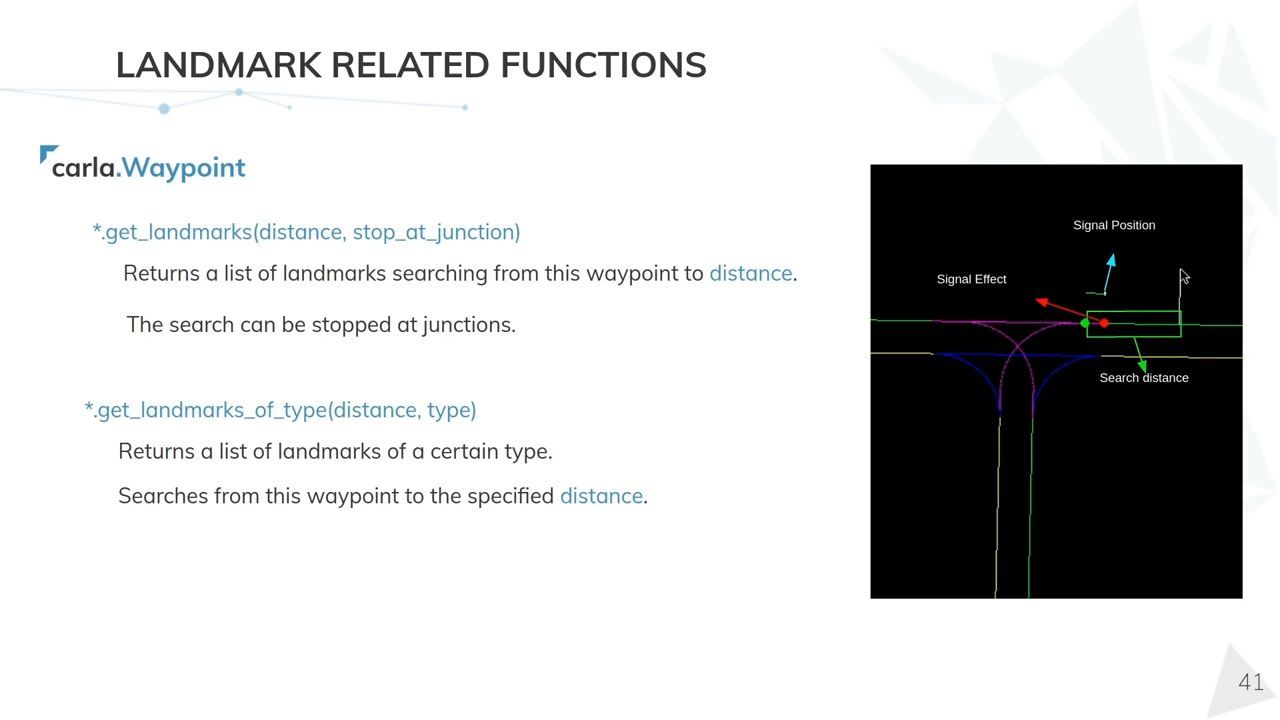 LANDMARK RELATED FUNCTIONS
carla.Waypoint
*.get_landmarks(distance, stop_at_junction)
Returns a list of landmarks searching from this waypoint to distance.
The search can be stopped at junctions.
*.get_landmarks_of_type(distance, type)
Returns a list of landmarks of a certain type.
Searches from this waypoint to the specified distance.
Signal Position
Signal Effect
Search distance
41